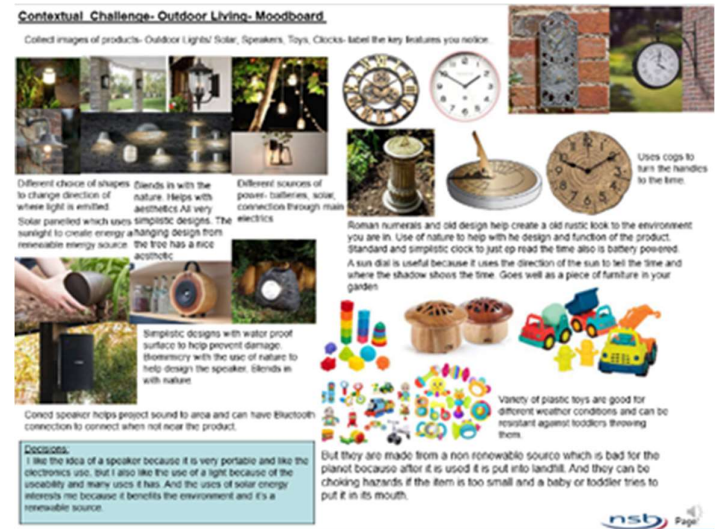 Contextual Challenge- Outdoor Living- Moodboard
Collect images of products- Outdoor Lights/ Solar, Speakers, Toys, Clocks- label the key features you notice.
Different choice of shapes
to change direction of
where light is emitted.
Solar panelled which uses
sunlight to create energy a
renewable energy source
Blends in with the
nature. Helps with
aesthetics All very
simplistic designs. The
hanging design from
the tree has a nice
aesthetic
Different sources of
power- batteries, solar,
connection through main
electrics
Uses cogs to
turn the handles
to the time.
Roman numerals and old design help create a old rustic look to the environment
you are in. Use of nature to help with he design and function of the product.
Standard and simplistic clock to just ep read the time also is battery powered.
A sun dial is useful because it uses the direction of the sun to tell the time and
where the shadow shows the time. Goes well as a piece of furniture in your
garden
Simplistic designs with water proof
surface to help prevent damage.
Biomimicry with the use of nature to
help design the speaker. Blends in
with nature
Coned speaker helps project sound to area and can have Bluetooth
connection to connect when not near the product.
Variety of plastic toys are good for
different weather conditions and can be
resistant against toddlers throwing
them.
But they are made from a non renewable source which is bad for the
planet because after it is used it is put into landfill. And they can be
choking hazards if the item is too small and a baby or toddler tries to
put it in its mouth.
Decisions:
I like the idea of a speaker because it is very portable and like the
electronics use, but I also like the use of a light because of the
useability and many uses it has. And the uses of solar energy
interests me because it benefits the environment and it's a
renewable source.
nsb
Page